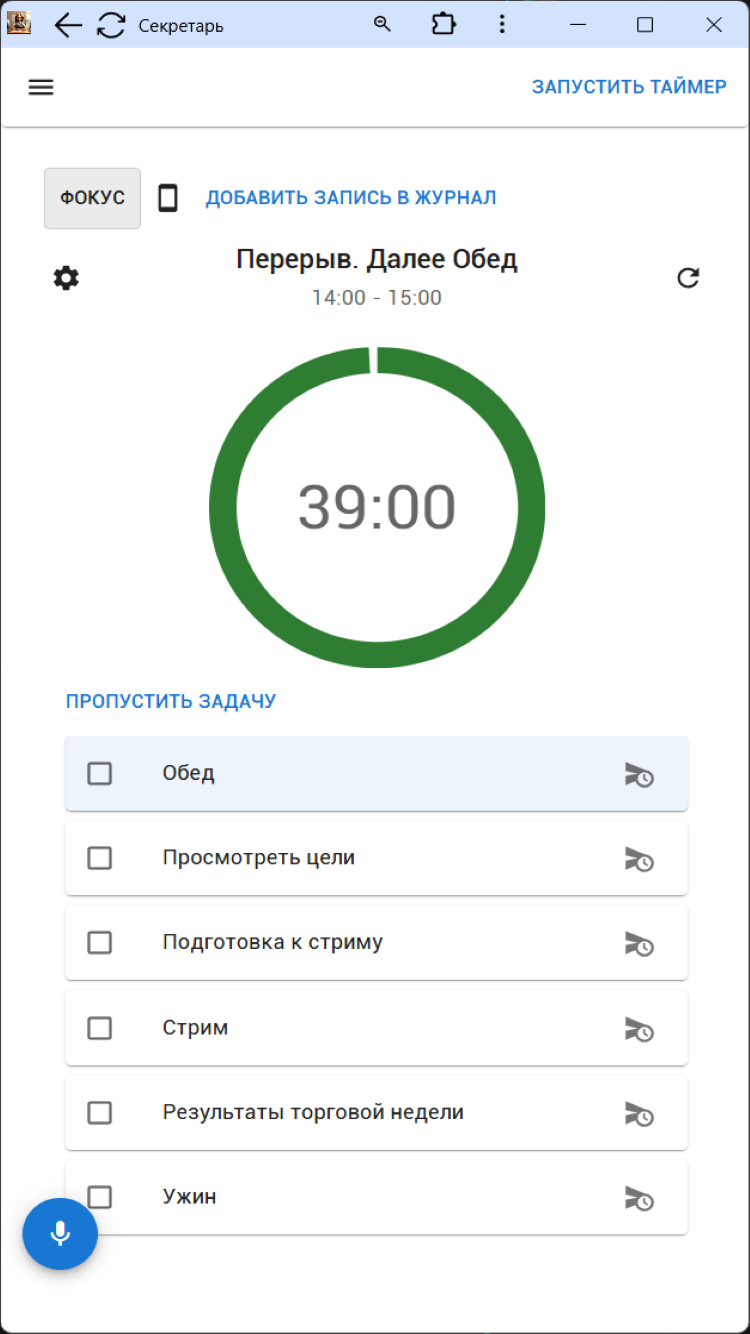 Секретарь
ЗАПУСТИТЬ ТАЙМЕР
ФОКУС
ДОБАВИТЬ ЗАПИСЬ В ЖУРНАЛ
Перерыв. Далее Обед
14:00 - 15:00
39:00
ПРОПУСТИТЬ ЗАДАЧУ
Обед
Просмотреть цели
Подготовка к стриму
Стрим
Результаты торговой недели
Ужин